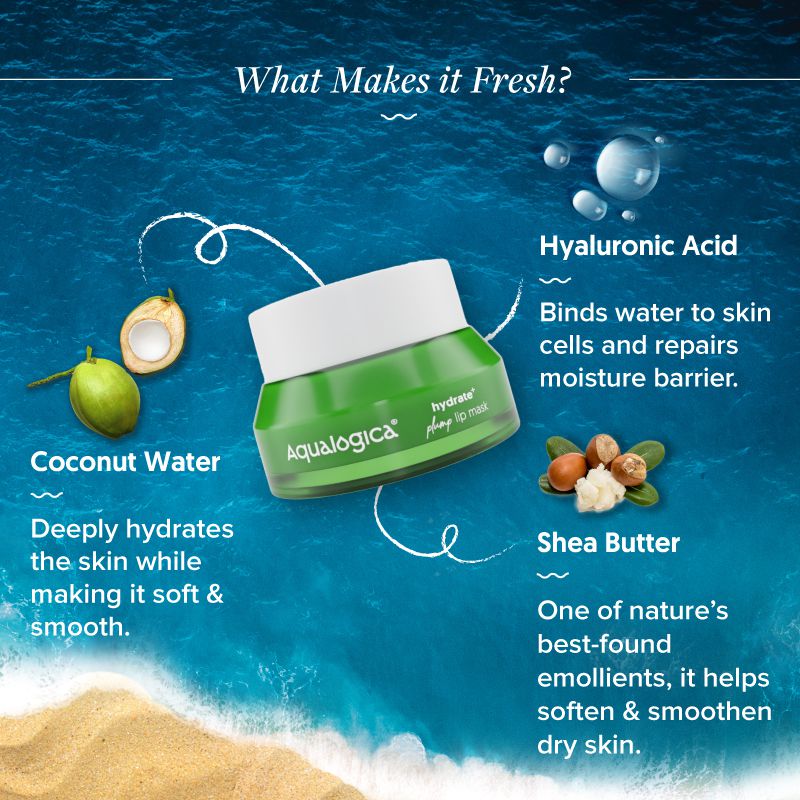 What Makes it Fresh?
Hyaluronic Acid
Binds water to skin
cells and repairs
moisture barrier.
hydrate+
plump lip mask
Aqualogica®
Coconut Water
Deeply hydrates
the skin while
making it soft &
smooth.
Shea Butter
One of nature's
best-found
emollients, it helps
soften & smoothen
dry skin.